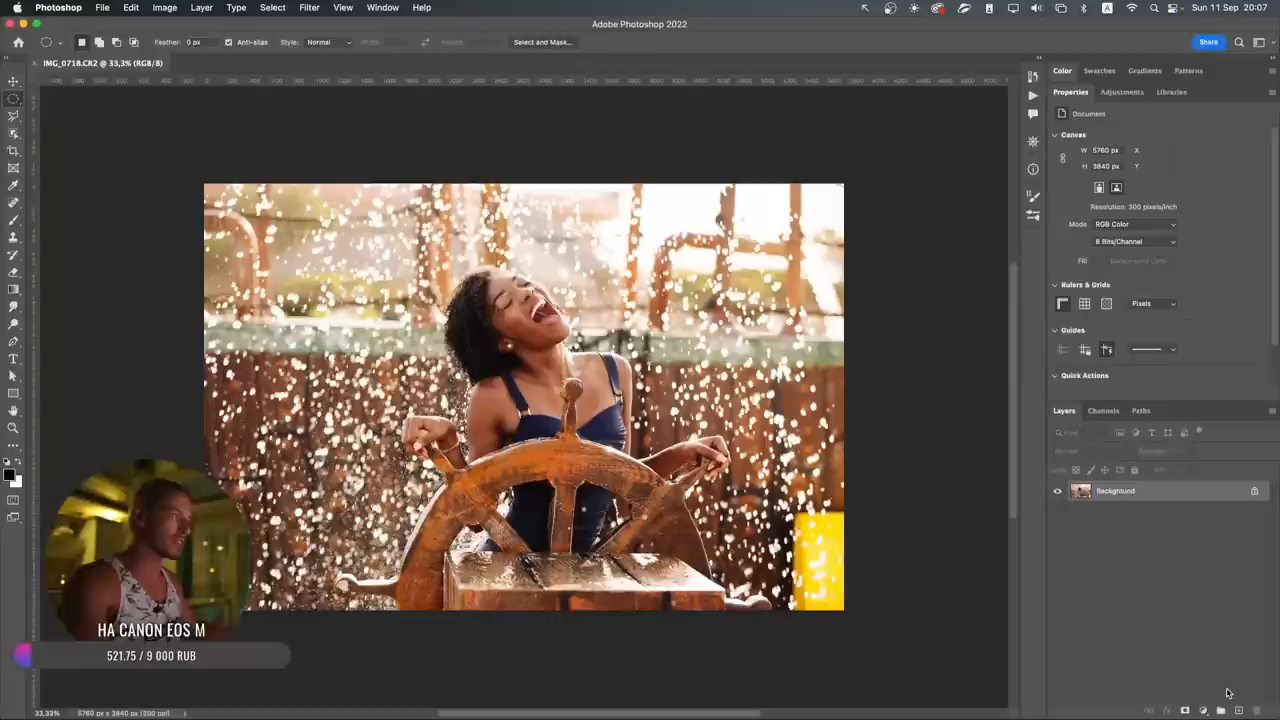 Photoshop File Edit Image Layer Type Select Filter View Window Help
Sun 11 Sep 20:07
Adobe Photoshop 2022
Feather: 0 px Anti-alias Style: Normal Select and Mask... Share
IMG_0718.CR2 @ 33,3% (RGB/8)
Color Swatches Gradients Patterns
Properties Adjustments Libraries
Document
Canvas
W 5760 px X
H 3840 px Y
Resolution: 300 pixels/inch
Mode RGB Color
8 Bits/Channel
Fill Background Color
Rulers & Grids
Pixels
Guides
Quick Actions
Layers Channels Paths
Background
НА CANON EOS M
521.75 / 9 000 RUB
33,33% 5760 px x 3840 px (300 ppi)